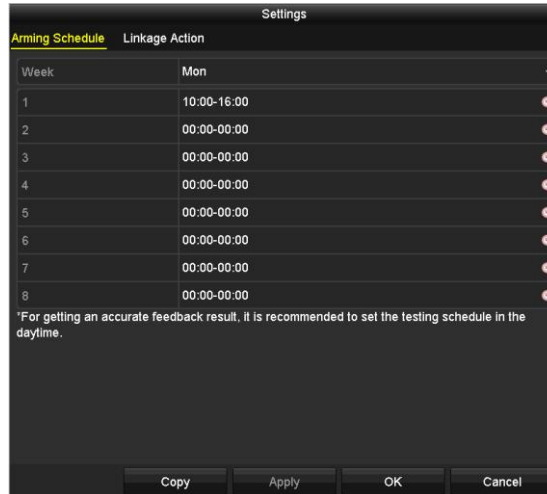 Settings
Arming Schedule Linkage Action
Week Mon
1 10:00-16:00
2 00:00-00:00
3 00:00-00:00
4 00:00-00:00
5 00:00-00:00
6 00:00-00:00
7 00:00-00:00
8 00:00-00:00
*For getting an accurate feedback result, it is recommended to set the testing schedule in the
daytime.
Copy Apply OK Cancel